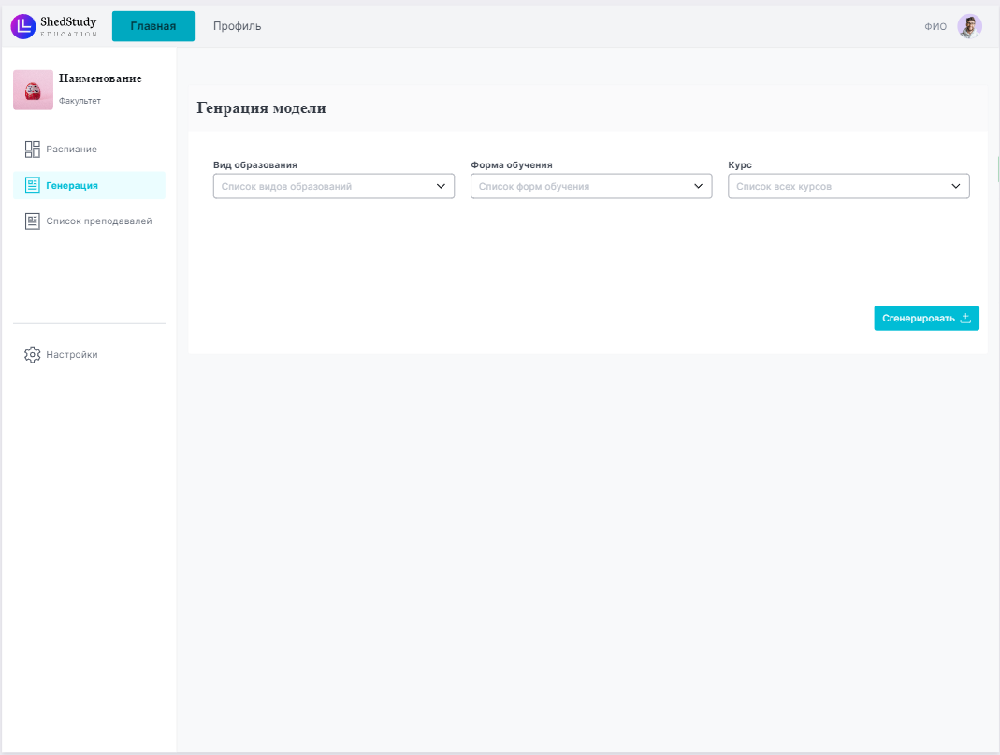 ShedStudy
EDUCATION
Главная
Профиль
ФИО
Наименование
Факультет
Распиание
Генерация
Список преподавалей
Настройки
Генрация модели
Вид образования
Форма обучения
Курс
Список видов образований
Список форм обучения
Список всех курсов
Сгенерировать